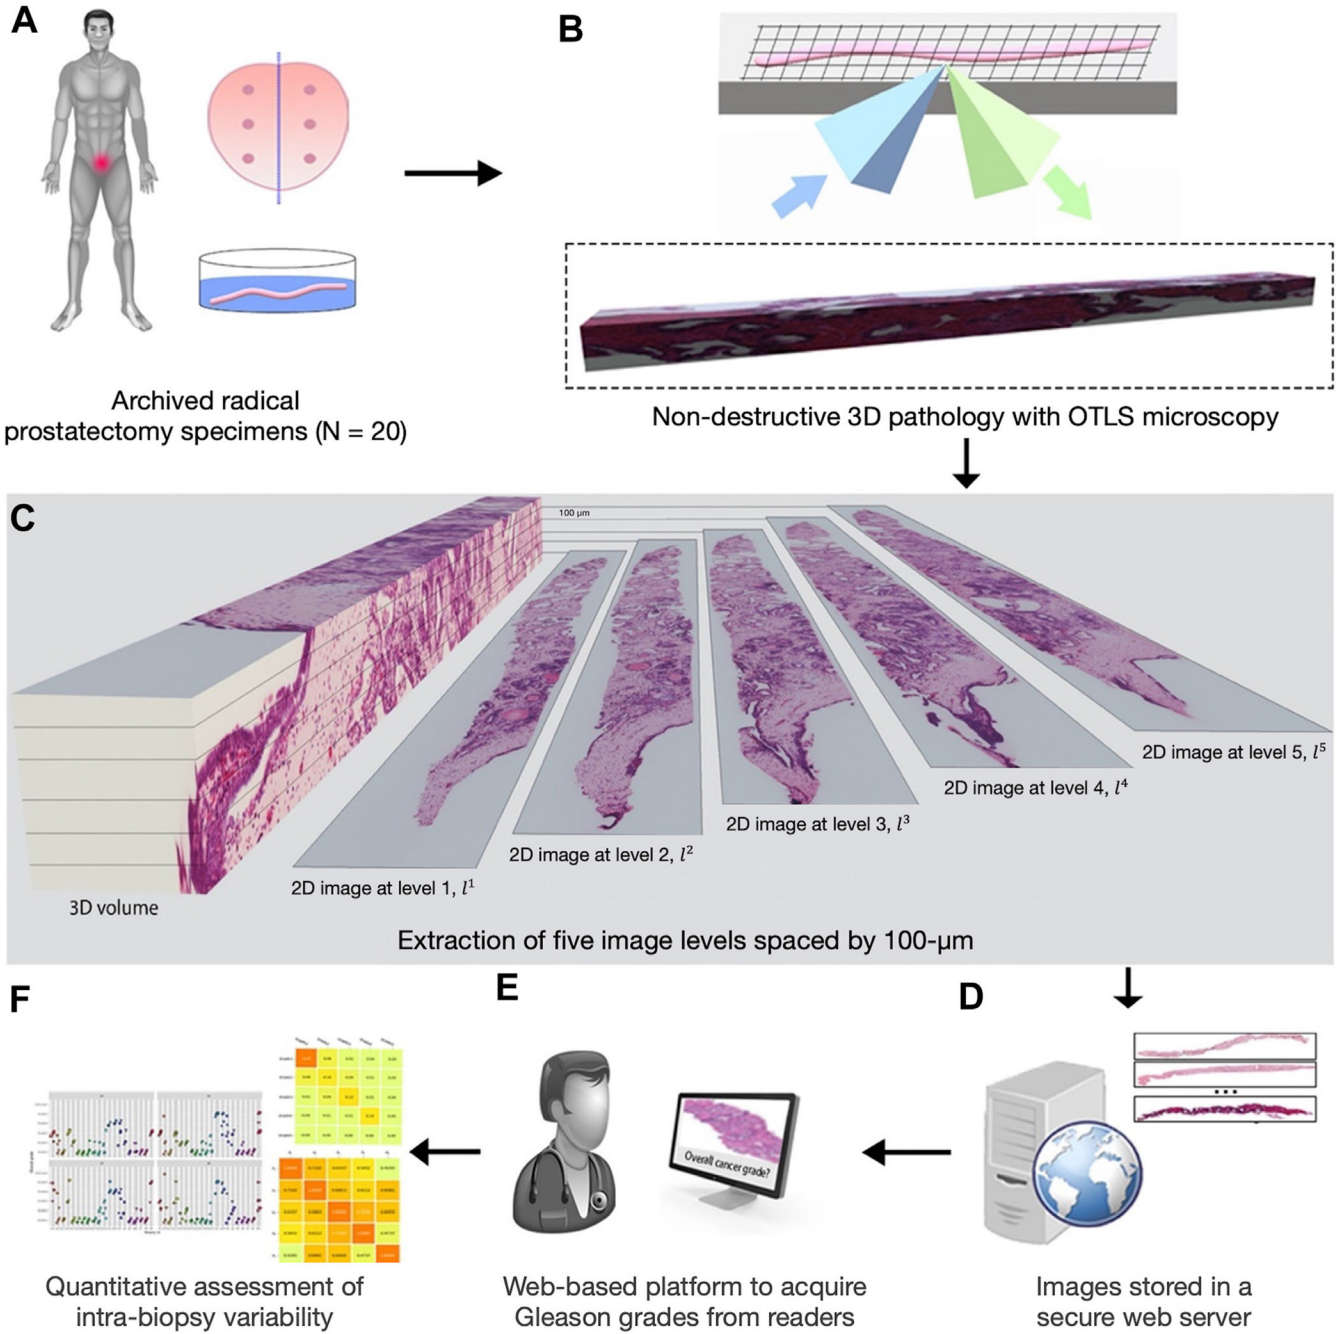 A
B
Archived radical
prostatectomy specimens (N = 20)
Non-destructive 3D pathology with OTLS microscopy
C
100 µm
3D volume
2D image at level 1, l¹
2D image at level 2, l²
2D image at level 3, l³
2D image at level 4, l⁴
2D image at level 5, l⁵
Extraction of five image levels spaced by 100-µm
F
E
D
Overall cancer grade?
Quantitative assessment of
intra-biopsy variability
Web-based platform to acquire
Gleason grades from readers
Images stored in a
secure web server